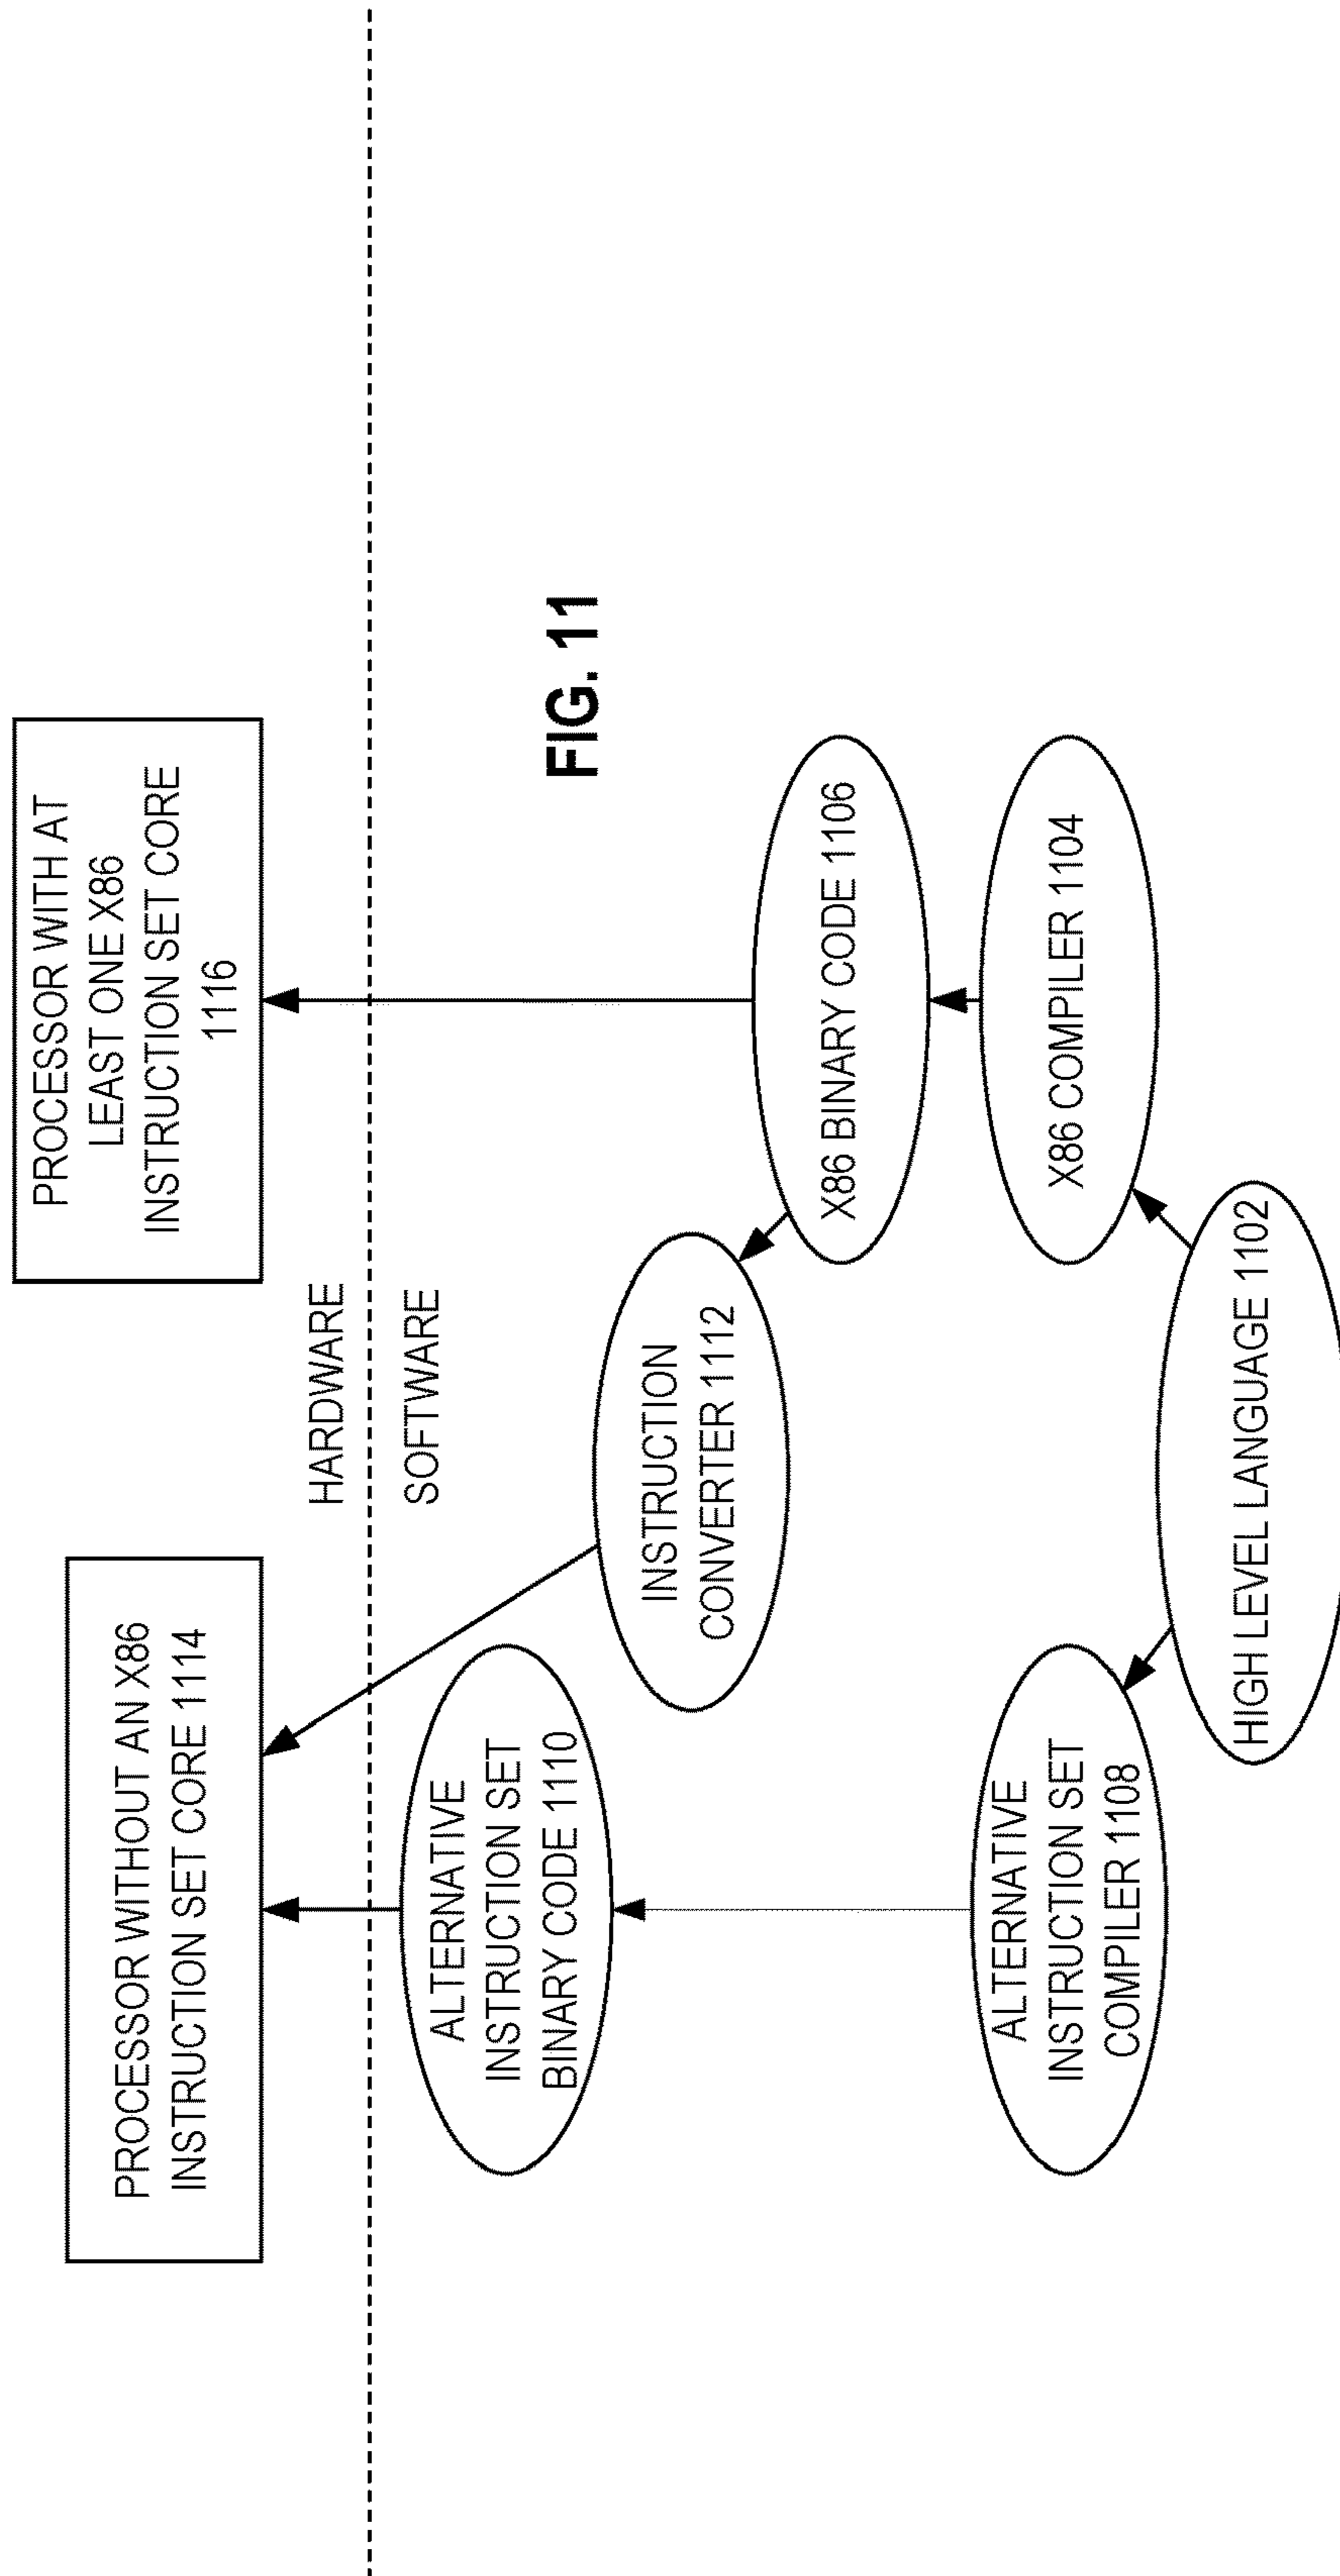 PROCESSOR WITHOUT AN X86
INSTRUCTION SET CORE 1114
PROCESSOR WITH AT
LEAST ONE X86
INSTRUCTION SET CORE
1116
HARDWARE
SOFTWARE
ALTERNATIVE
INSTRUCTION SET
BINARY CODE 1110
INSTRUCTION
CONVERTER 1112
FIG. 11
X86 BINARY CODE 1106
ALTERNATIVE
INSTRUCTION SET
COMPILER 1108
X86 COMPILER 1104
HIGH LEVEL LANGUAGE 1102